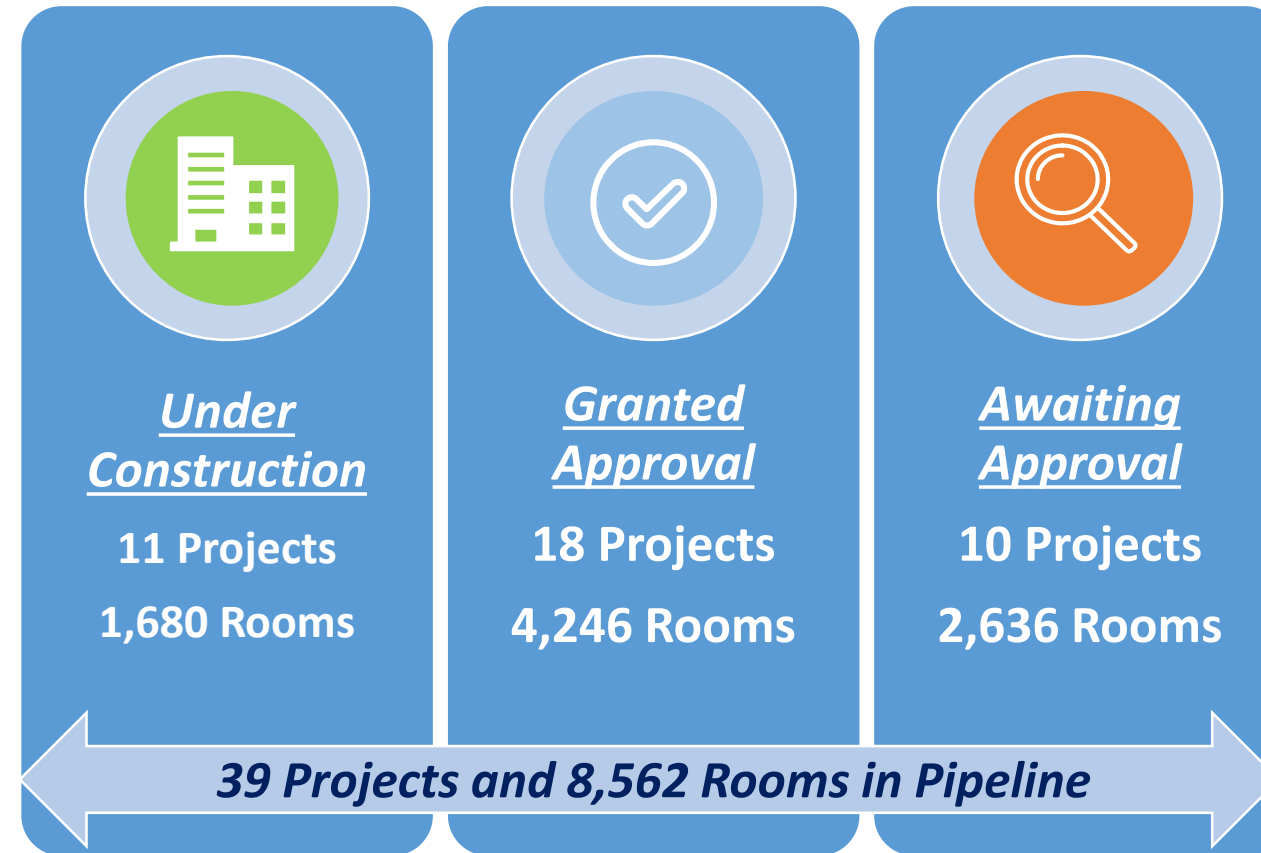 Under
Construction
11 Projects
1,680 Rooms
Granted
Approval
18 Projects
4,246 Rooms
Awaiting
Approval
10 Projects
2,636 Rooms
39 Projects and 8,562 Rooms in Pipeline